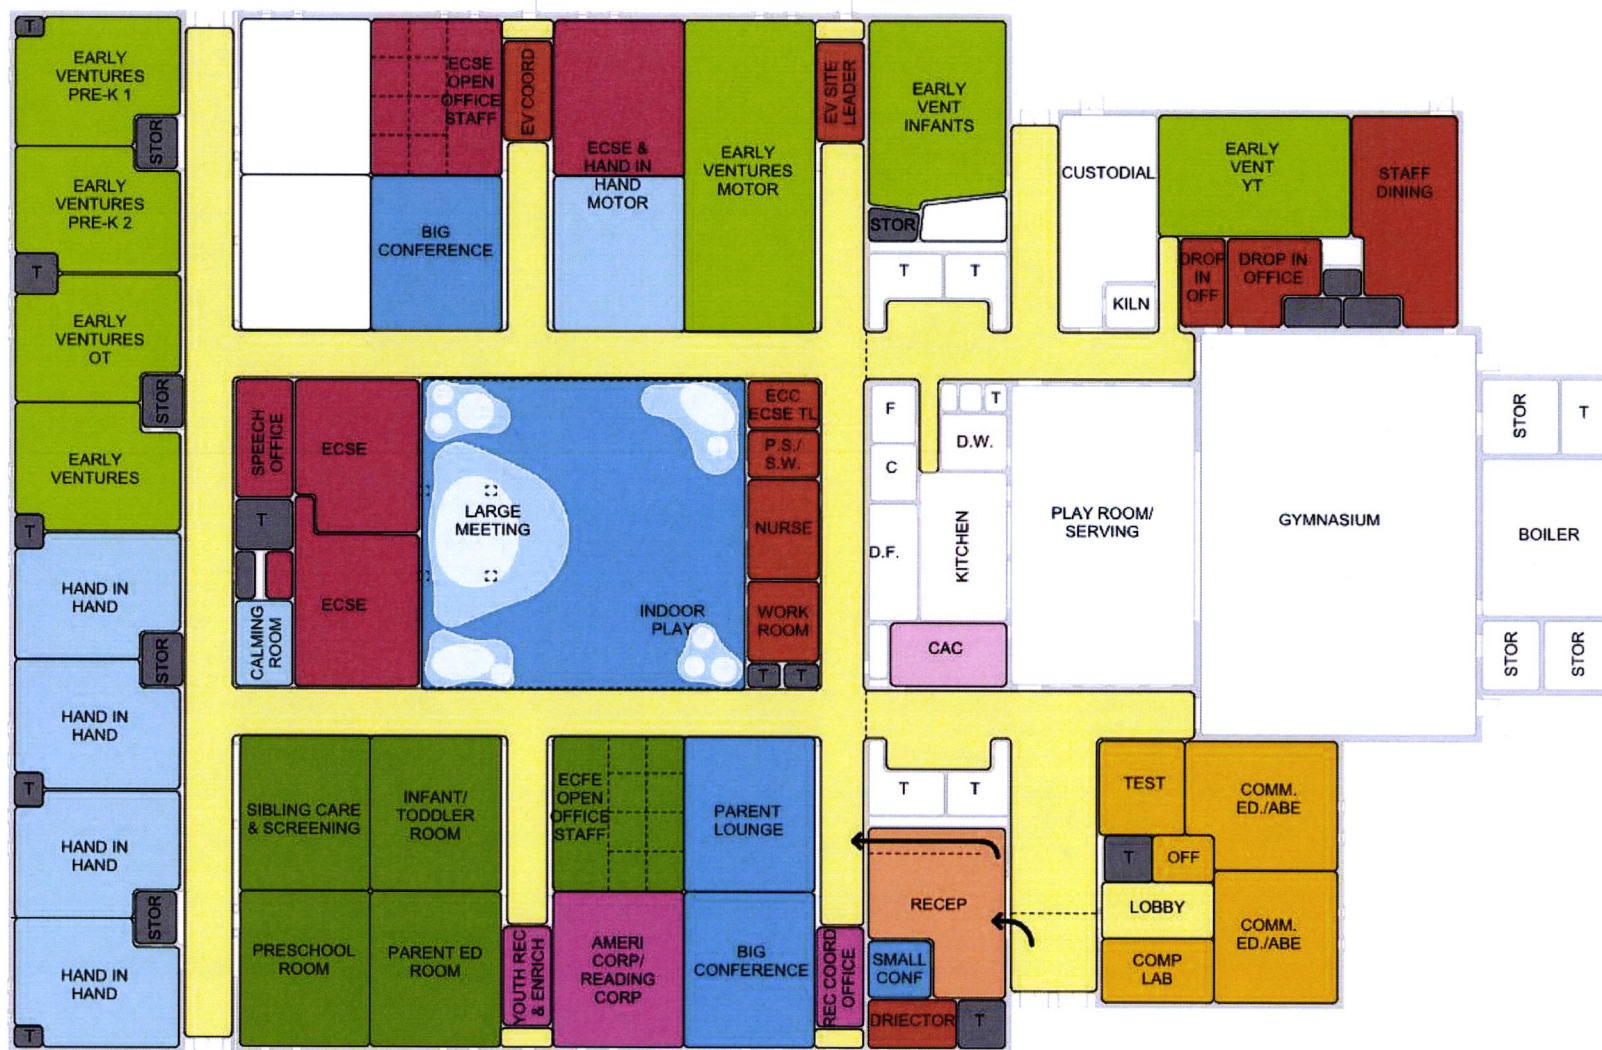 T
EARLY
VENTURES
PRE-K 1
STOR
EARLY
VENTURES
PRE-K 2
T
EARLY
VENTURES
OT
STOR
EARLY
VENTURES
T
HAND IN
HAND
STOR
HAND IN
HAND
T
HAND IN
HAND
STOR
HAND IN
HAND
T
ECSE
OPEN
OFFICE
STAFF
BIG
CONFERENCE
EV COORD
ECSE &
HAND IN
HAND
MOTOR
EARLY
VENTURES
MOTOR
EV SITE
LEADER
EARLY
VENT
INFANTS
STOR
T
T
CUSTODIAL
KILN
EARLY
VENT
YT
STAFF
DINING
DROP
IN
OFF
DROP IN
OFFICE
SPEECH
OFFICE
ECSE
T
ECSE
CALMING
ROOM
LARGE
MEETING
INDOOR
PLAY
ECC
ECSE TL
P.S./
S.W.
NURSE
WORK
ROOM
T
T
F
C
D.F.
T
D.W.
KITCHEN
CAC
PLAY ROOM/
SERVING
GYMNASIUM
STOR
T
BOILER
STOR
STOR
SIBLING CARE
& SCREENING
INFANT/
TODDLER
ROOM
PRESCHOOL
ROOM
PARENT ED
ROOM
YOUTH REC
& ENRICH
ECFE
OPEN
OFFICE
STAFF
AMERI
CORP/
READING
CORP
PARENT
LOUNGE
BIG
CONFERENCE
REC COORD
OFFICE
T
T
RECEP
SMALL
CONF
DRIECTOR
T
TEST
COMM.
ED./ABE
T
OFF
LOBBY
COMP
LAB
COMM.
ED./ABE